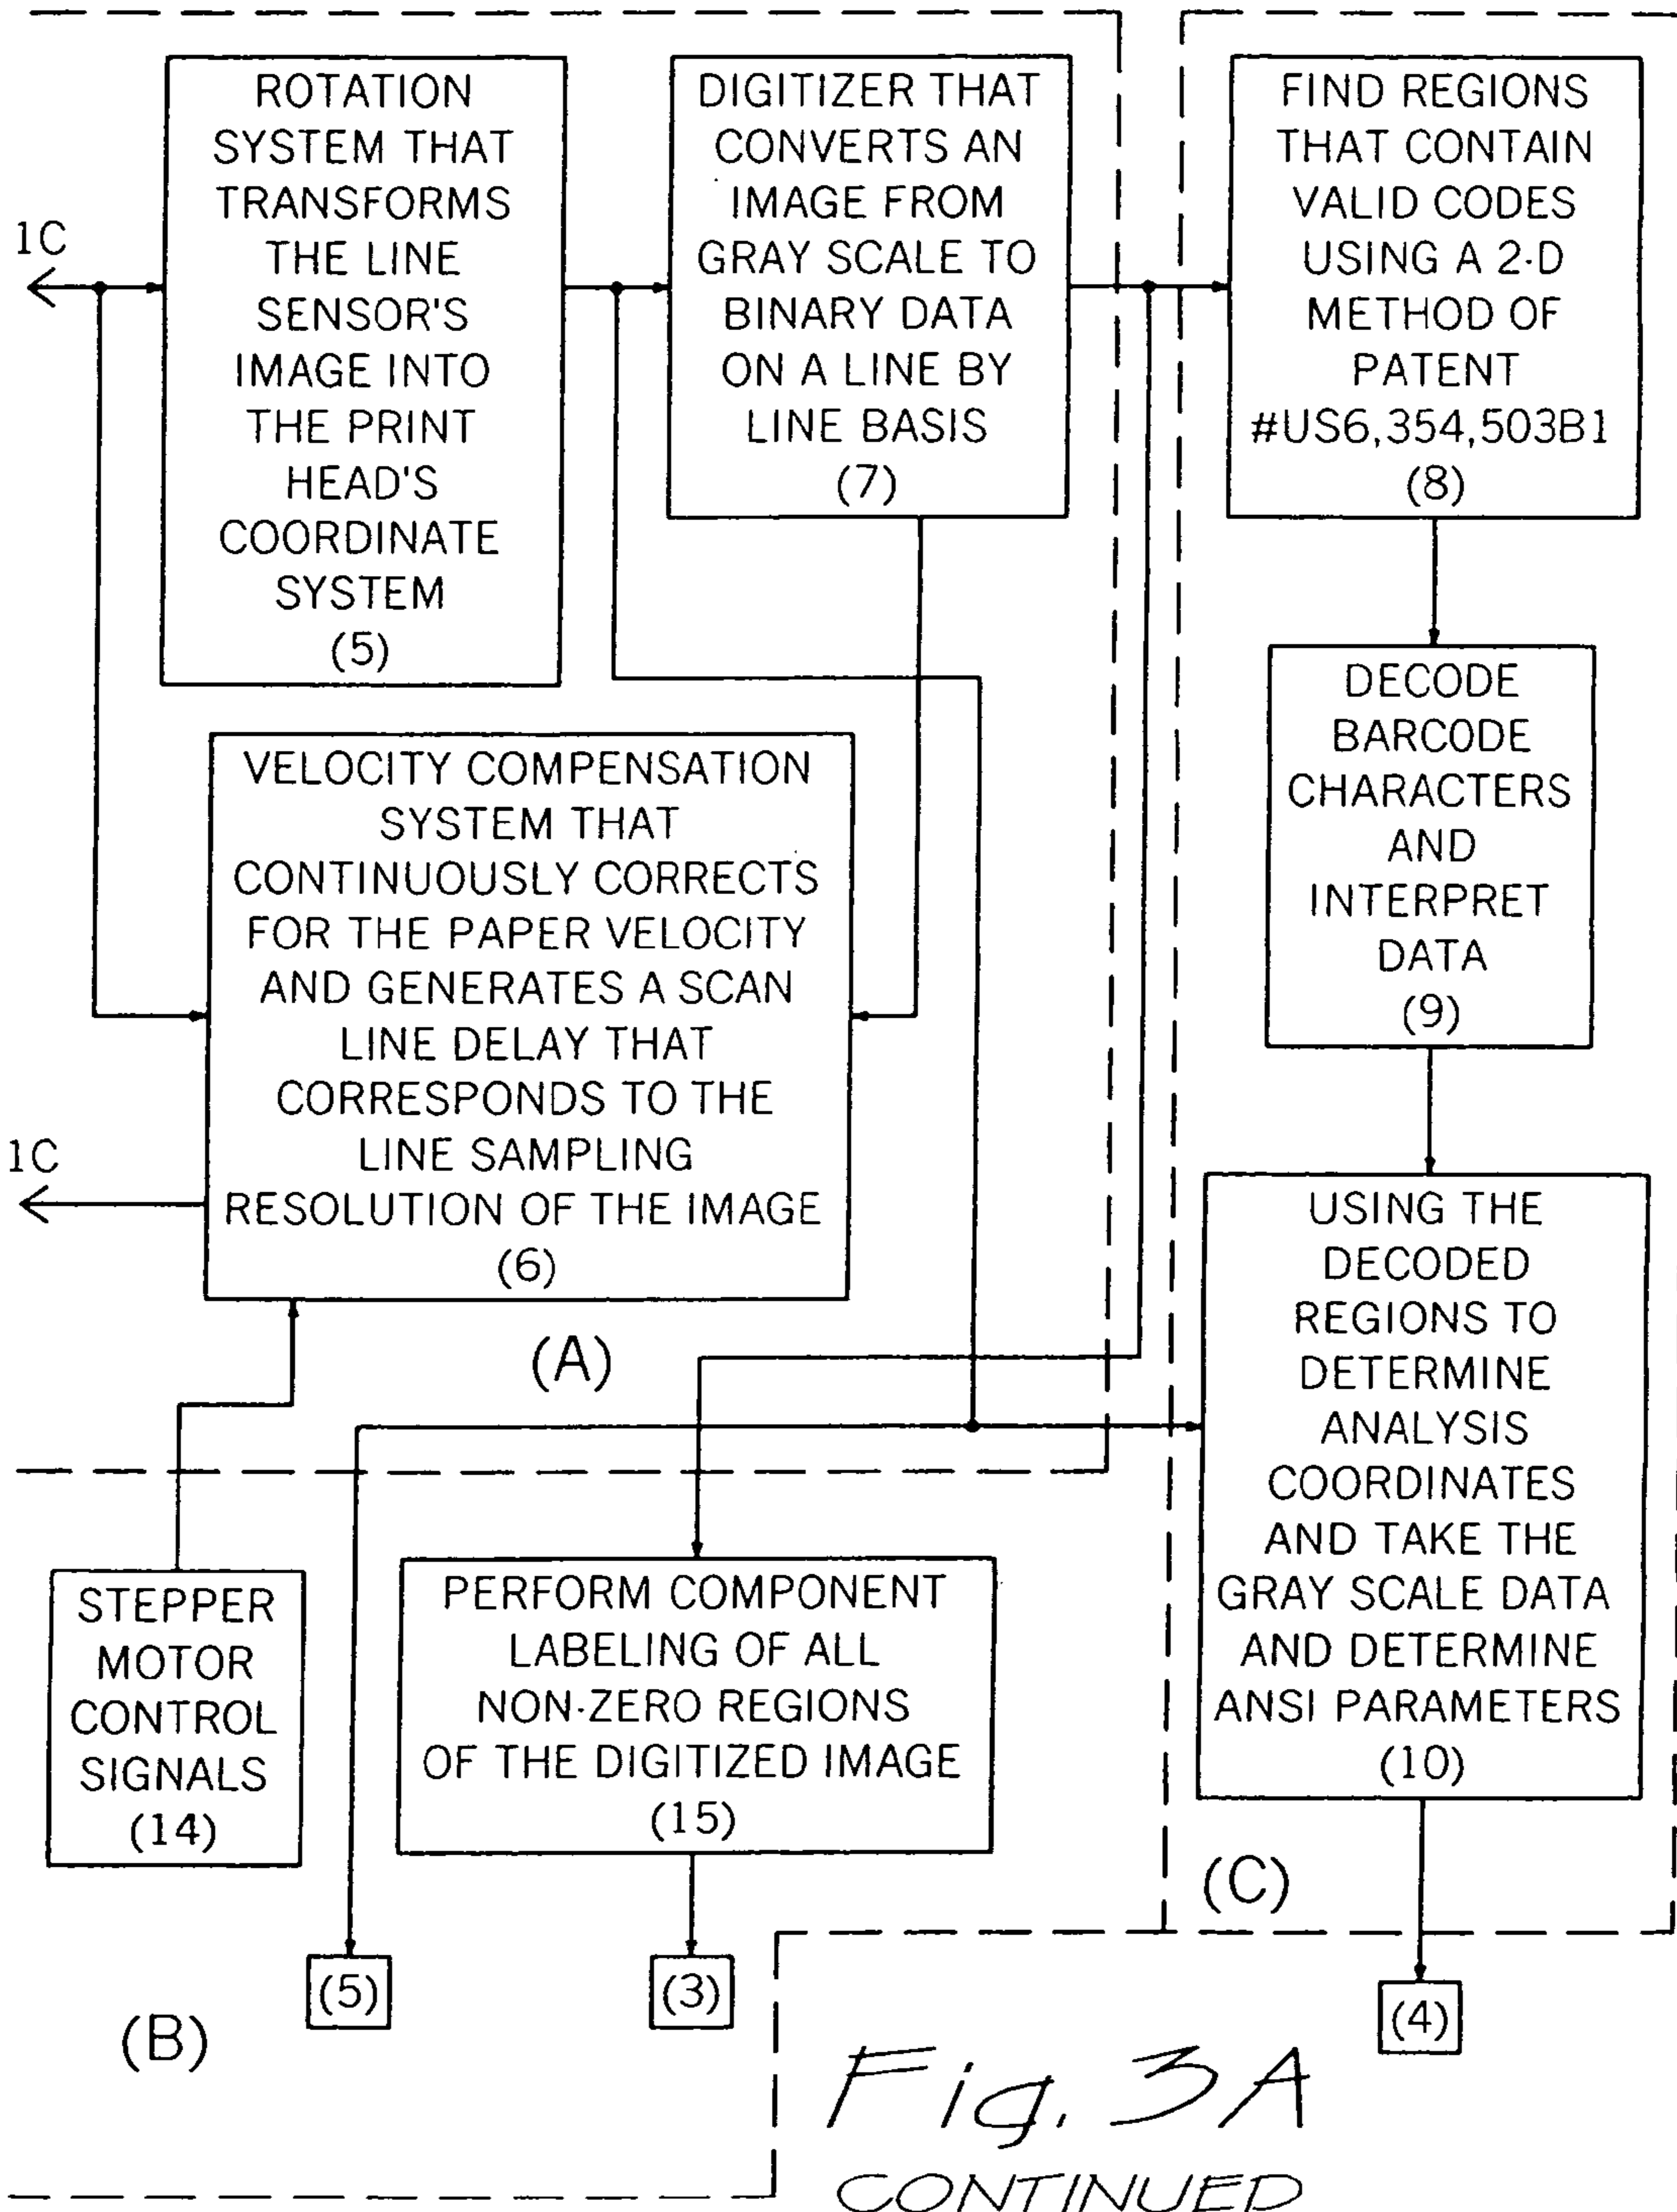 1C
ROTATION
SYSTEM THAT
TRANSFORMS
THE LINE
SENSOR'S
IMAGE INTO
THE PRINT
HEAD'S
COORDINATE
SYSTEM
(5)
DIGITIZER THAT
CONVERTS AN
IMAGE FROM
GRAY SCALE TO
BINARY DATA
ON A LINE BY
LINE BASIS
(7)
FIND REGIONS
THAT CONTAIN
VALID CODES
USING A 2-D
METHOD OF
PATENT
#US6,354,503B1
(8)
VELOCITY COMPENSATION
SYSTEM THAT
CONTINUOUSLY CORRECTS
FOR THE PAPER VELOCITY
AND GENERATES A SCAN
LINE DELAY THAT
CORRESPONDS TO THE
LINE SAMPLING
RESOLUTION OF THE IMAGE
(6)
1C
DECODE
BARCODE
CHARACTERS
AND
INTERPRET
DATA
(9)
(A)
USING THE
DECODED
REGIONS TO
DETERMINE
ANALYSIS
COORDINATES
AND TAKE THE
GRAY SCALE DATA
AND DETERMINE
ANSI PARAMETERS
(10)
STEPPER
MOTOR
CONTROL
SIGNALS
(14)
PERFORM COMPONENT
LABELING OF ALL
NON-ZERO REGIONS
OF THE DIGITIZED IMAGE
(15)
(C)
(5)
(3)
(4)
(B)
Fig. 3A
CONTINUED